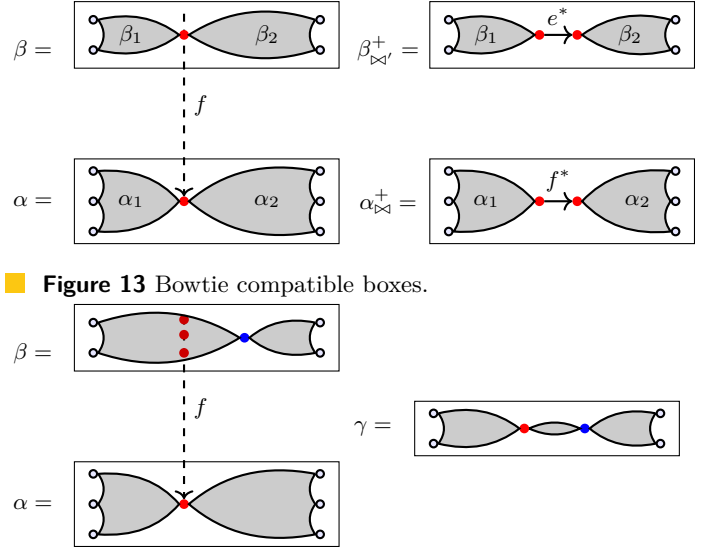 β = β₁ β₂
β⁺⋈′ = β₁ e* β₂
f
α = α₁ α₂
α⁺⋈ = α₁ f* α₂
Figure 13 Bowtie compatible boxes.
β =
f
γ =
α =